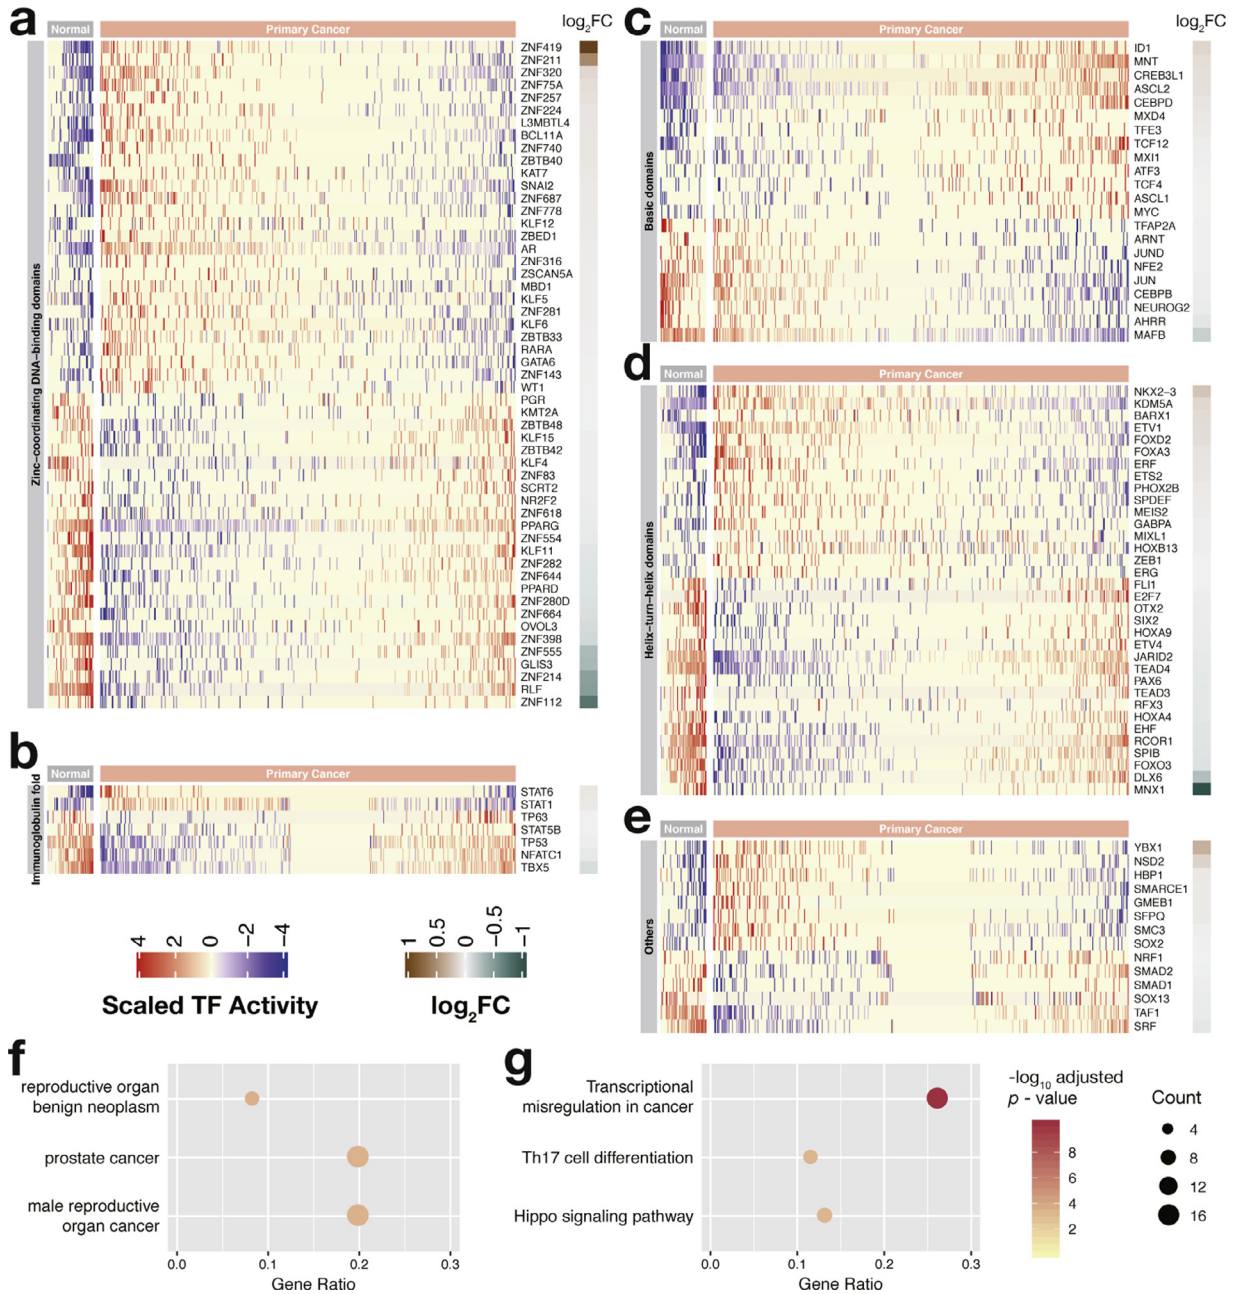 a
Normal
Primary Cancer
log2FC
Zinc-coordinating DNA-binding domains
ZNF419
ZNF211
ZNF320
ZNF75A
ZNF257
ZNF224
L3MBTL4
BCL11A
ZNF740
ZBTB40
KAT7
SNAI2
ZNF687
ZNF778
KLF12
ZBED1
AR
ZNF316
ZSCAN5A
MBD1
KLF5
ZNF281
KLF6
ZBTB33
RARA
GATA6
ZNF143
WT1
PGR
KMT2A
ZBTB48
KLF15
ZBTB42
KLF4
ZNF83
SCRT2
NR2F2
ZNF618
PPARG
ZNF554
KLF11
ZNF282
ZNF644
PPARD
ZNF280D
ZNF664
OVOL3
ZNF398
ZNF555
GLIS3
ZNF214
RLF
ZNF112
b
Normal
Primary Cancer
Immunoglobulin fold
STAT6
STAT1
TP63
STAT5B
TP53
NFATC1
TBX5
4 2 0 −2 −4
Scaled TF Activity
1 0.5 0 −0.5 −1
log2FC
c
Normal
Primary Cancer
log2FC
Basic domains
ID1
MNT
CREB3L1
ASCL2
CEBPD
MXD4
TFE3
TCF12
MXI1
ATF3
TCF4
ASCL1
MYC
TFAP2A
ARNT
JUND
NFE2
JUN
CEBPB
NEUROG2
AHRR
MAFB
d
Normal
Primary Cancer
Helix-turn-helix domains
NKX2-3
KDM5A
BARX1
ETV1
FOXD2
FOXA3
ERF
ETS2
PHOX2B
SPDEF
MEIS2
GABPA
MIXL1
HOXB13
ZEB1
ERG
FLI1
E2F7
OTX2
SIX2
HOXA9
ETV4
JARID2
TEAD4
PAX6
TEAD3
RFX3
HOXA4
EHF
RCOR1
SPIB
FOXO3
DLX6
MNX1
e
Normal
Primary Cancer
Others
YBX1
NSD2
HBP1
SMARCE1
GMEB1
SFPQ
SMC3
SOX2
NRF1
SMAD2
SMAD1
SOX13
TAF1
SRF
f
reproductive organ
benign neoplasm
prostate cancer
male reproductive
organ cancer
0.0 0.1 0.2 0.3
Gene Ratio
g
Transcriptional
misregulation in cancer
Th17 cell differentiation
Hippo signaling pathway
0.0 0.1 0.2 0.3
Gene Ratio
-log10 adjusted
p - value
8
6
4
2
Count
4
8
12
16